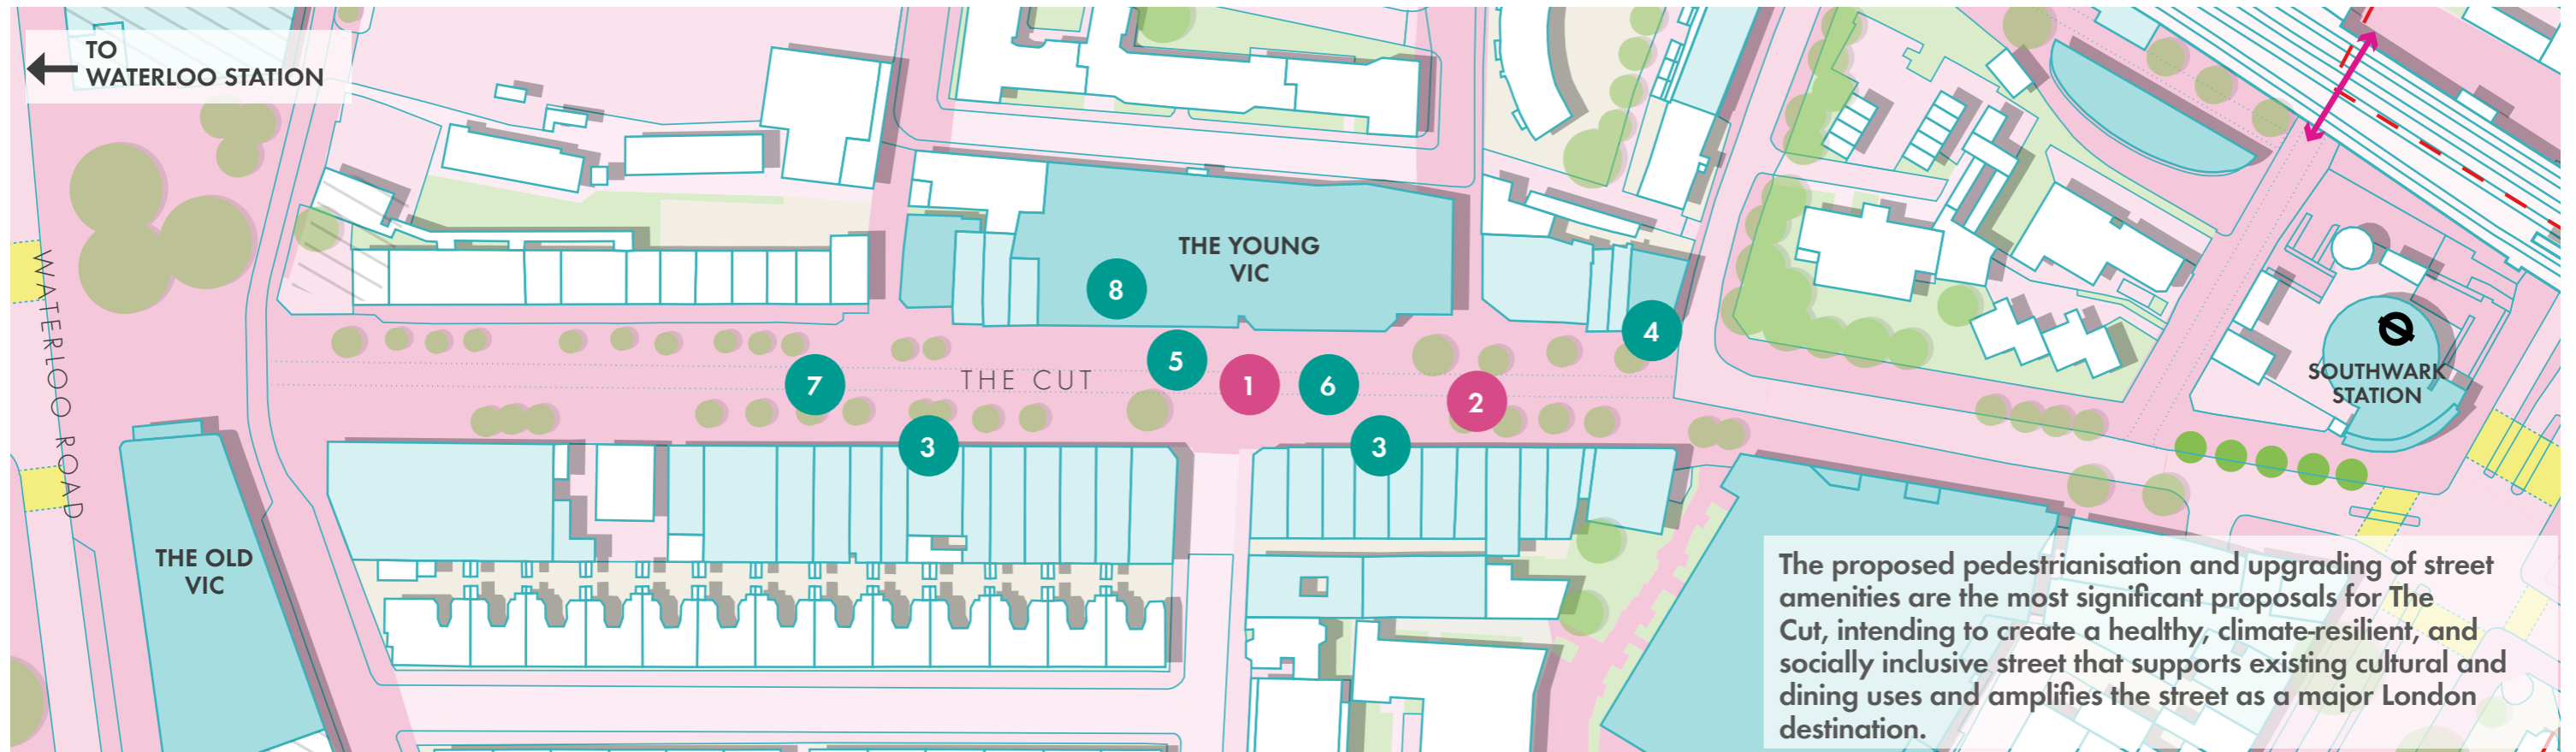 TO
WATERLOO STATION
WATERLOO ROAD
THE OLD
VIC
THE YOUNG
VIC
8
5
1
6
4
7
THE CUT
2
3
3
SOUTHWARK
STATION
The proposed pedestrianisation and upgrading of street
amenities are the most significant proposals for The
Cut, intending to create a healthy, climate-resilient, and
socially inclusive street that supports existing cultural and
dining uses and amplifies the street as a major London
destination.